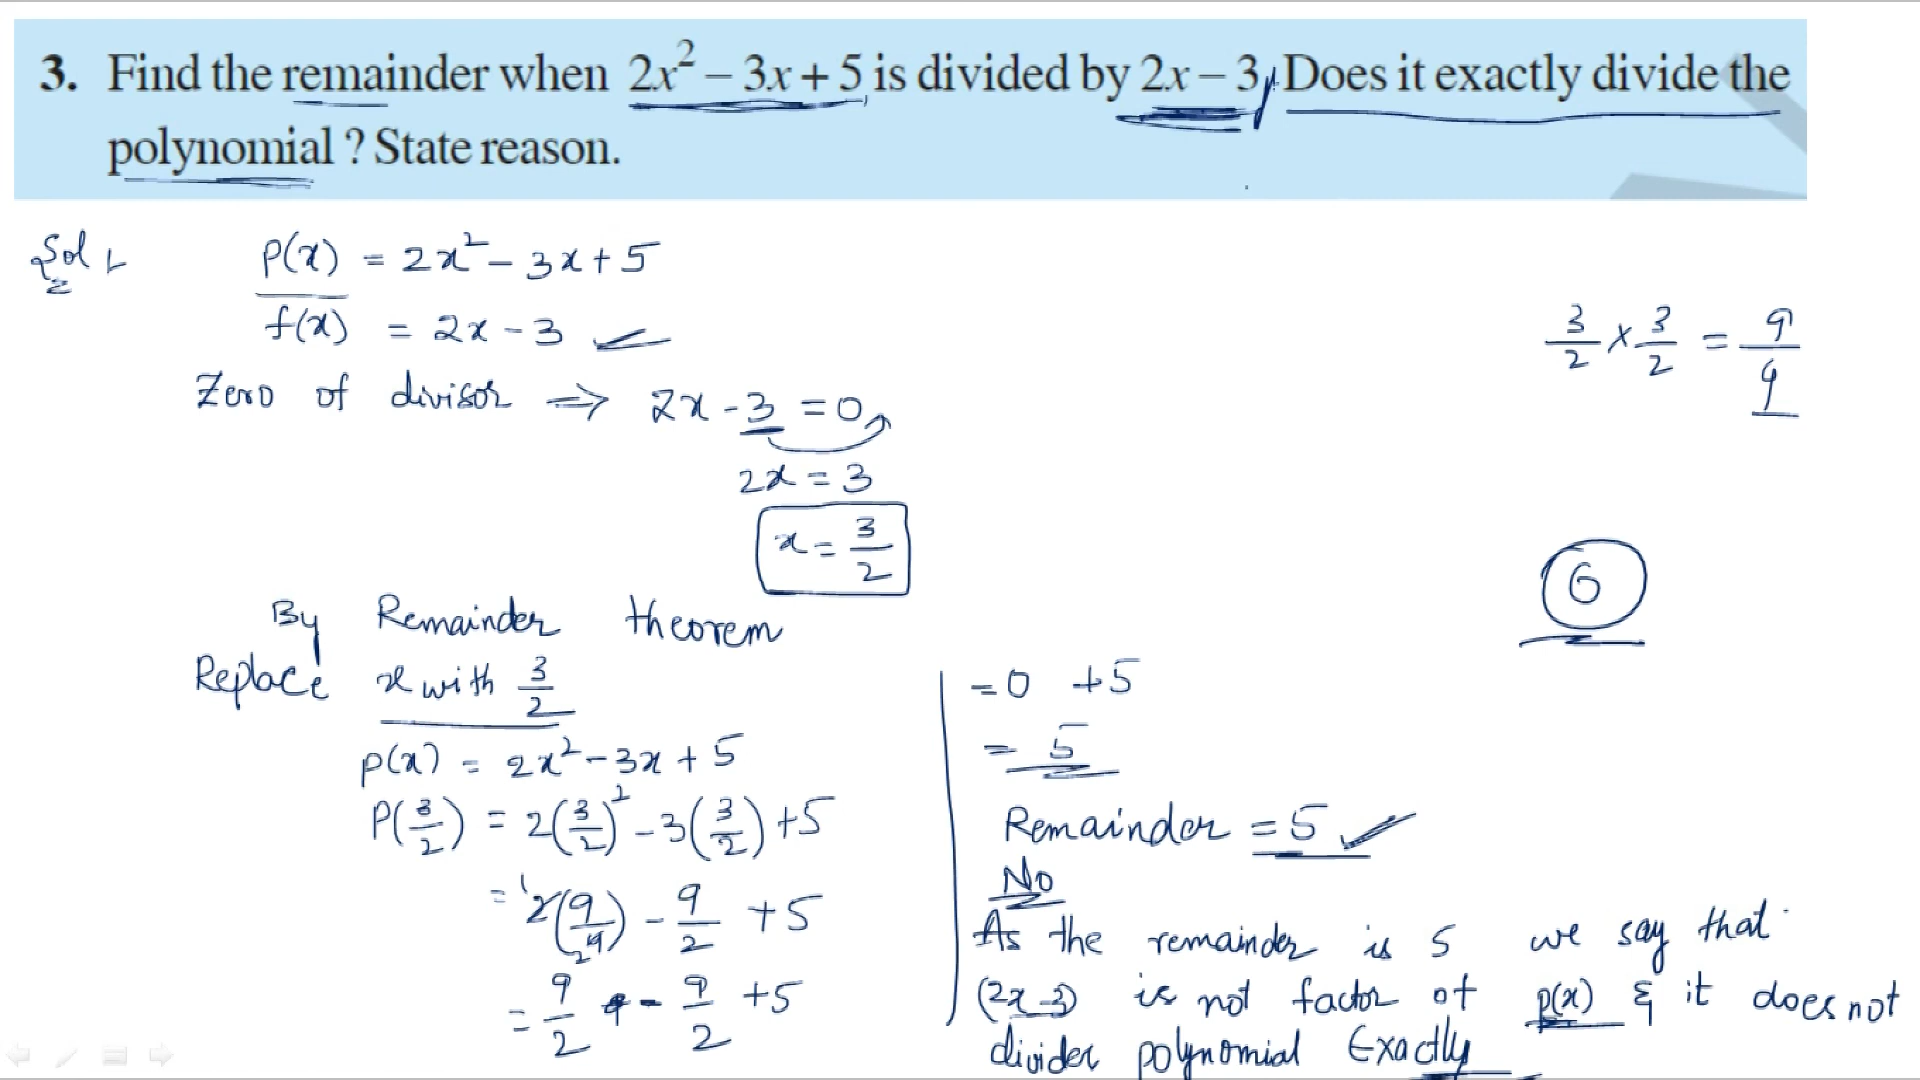 3. Find the remainder when 2x² – 3x + 5 is divided by 2x – 3. Does it exactly divide the
polynomial ? State reason.
Sol
P(x) = 2x² - 3x + 5
f(x) = 2x - 3
Zero of divisor ⇒ 2x - 3 = 0
2x = 3
x = 3/2
By Remainder theorem
Replace x with 3/2
p(x) = 2x² - 3x + 5
P(3/2) = 2(3/2)² - 3(3/2) + 5
= 2(9/4) - 9/2 + 5
= 9/2 - 9/2 + 5
= 0 + 5
= 5
Remainder = 5
No
As the remainder is 5 we say that
(2x - 3) is not factor of p(x) & it does not
divider polynomial Exactly
3/2 × 3/2 = 9/4
6